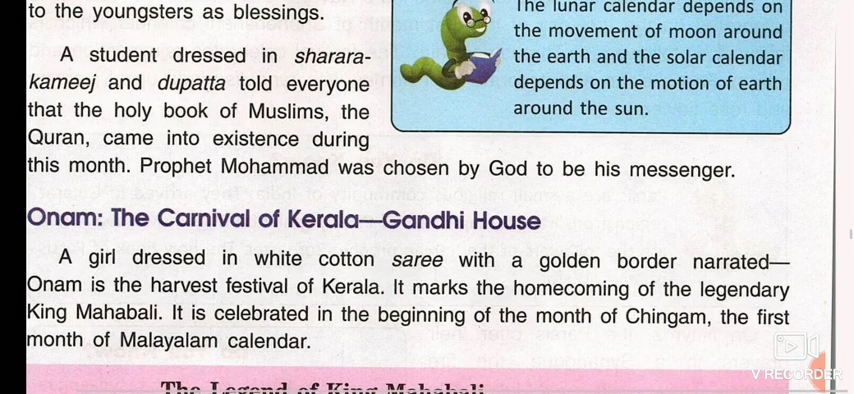 to the youngsters as blessings.
A student dressed in sharara-
kameej and dupatta told everyone
that the holy book of Muslims, the
Quran, came into existence during
this month. Prophet Mohammad was chosen by God to be his messenger.
The lunar calendar depends on
the movement of moon around
the earth and the solar calendar
depends on the motion of earth
around the sun.
Onam: The Carnival of Kerala—Gandhi House
A girl dressed in white cotton saree with a golden border narrated—
Onam is the harvest festival of Kerala. It marks the homecoming of the legendary
King Mahabali. It is celebrated in the beginning of the month of Chingam, the first
month of Malayalam calendar.
The Legend of King Mahabali
V RECORDER